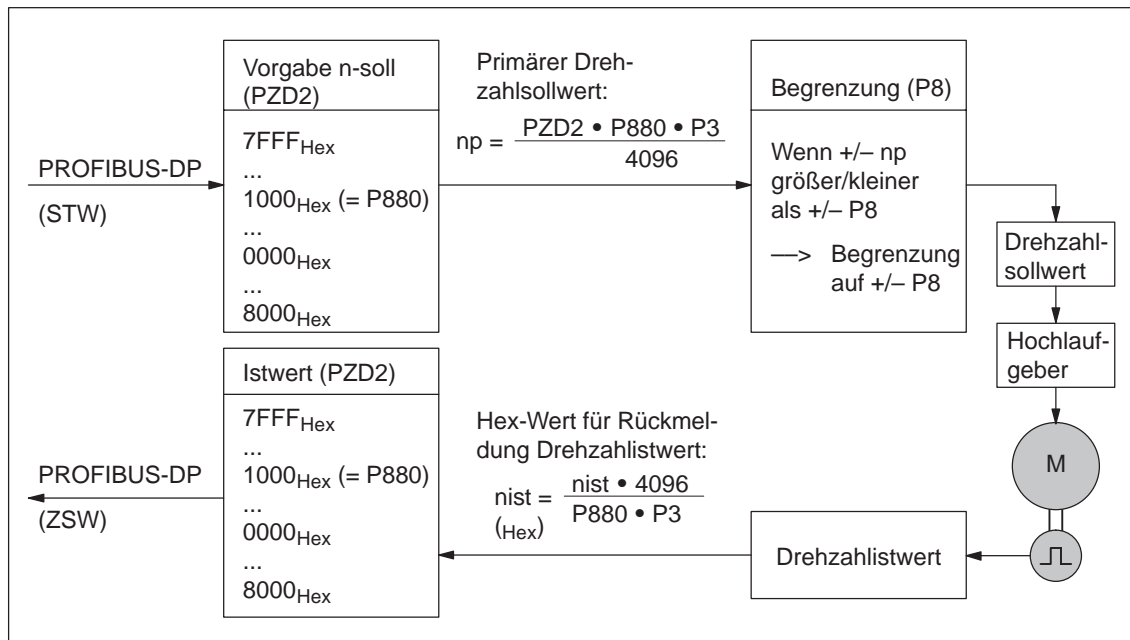 PROFIBUS-DP
(STW)
Vorgabe n-soll
(PZD2)
7FFFHex
...
1000Hex (= P880)
...
0000Hex
...
8000Hex
Primärer Dreh-
zahlsollwert:
np = PZD2 • P880 • P3
4096
Begrenzung (P8)
Wenn +/– np
größer/kleiner
als +/– P8
––> Begrenzung
auf +/– P8
Drehzahl-
sollwert
Hochlauf-
geber
M
Drehzahlistwert
Hex-Wert für Rückmel-
dung Drehzahlistwert:
nist = nist • 4096
(Hex) P880 • P3
Istwert (PZD2)
7FFFHex
...
1000Hex (= P880)
...
0000Hex
...
8000Hex
PROFIBUS-DP
(ZSW)